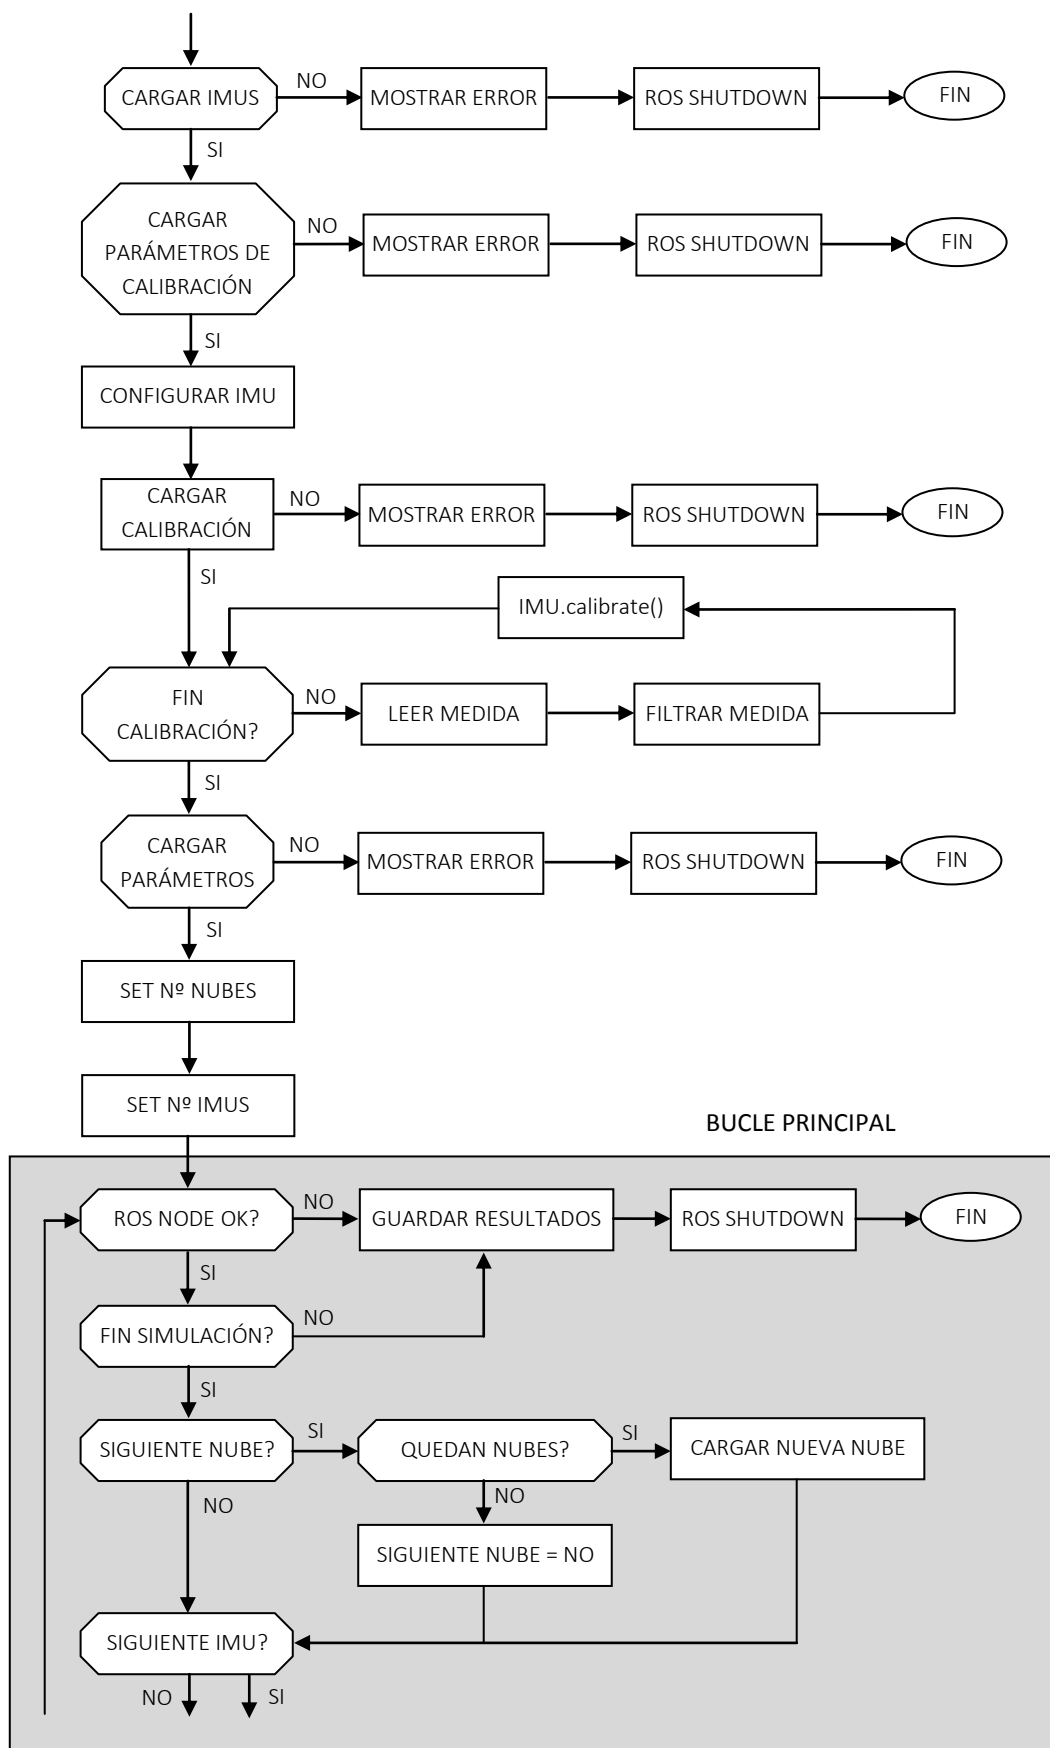 CARGAR IMUS
NO
MOSTRAR ERROR
ROS SHUTDOWN
FIN
SI
CARGAR
PARÁMETROS DE
CALIBRACIÓN
NO
MOSTRAR ERROR
ROS SHUTDOWN
FIN
SI
CONFIGURAR IMU
CARGAR
CALIBRACIÓN
NO
MOSTRAR ERROR
ROS SHUTDOWN
FIN
SI
IMU.calibrate()
FIN
CALIBRACIÓN?
NO
LEER MEDIDA
FILTRAR MEDIDA
SI
CARGAR
PARÁMETROS
NO
MOSTRAR ERROR
ROS SHUTDOWN
FIN
SI
SET Nº NUBES
SET Nº IMUS
BUCLE PRINCIPAL
ROS NODE OK?
NO
GUARDAR RESULTADOS
ROS SHUTDOWN
FIN
SI
FIN SIMULACIÓN?
NO
SI
SIGUIENTE NUBE?
SI
QUEDAN NUBES?
SI
CARGAR NUEVA NUBE
NO
NO
SIGUIENTE NUBE = NO
SIGUIENTE IMU?
NO
SI